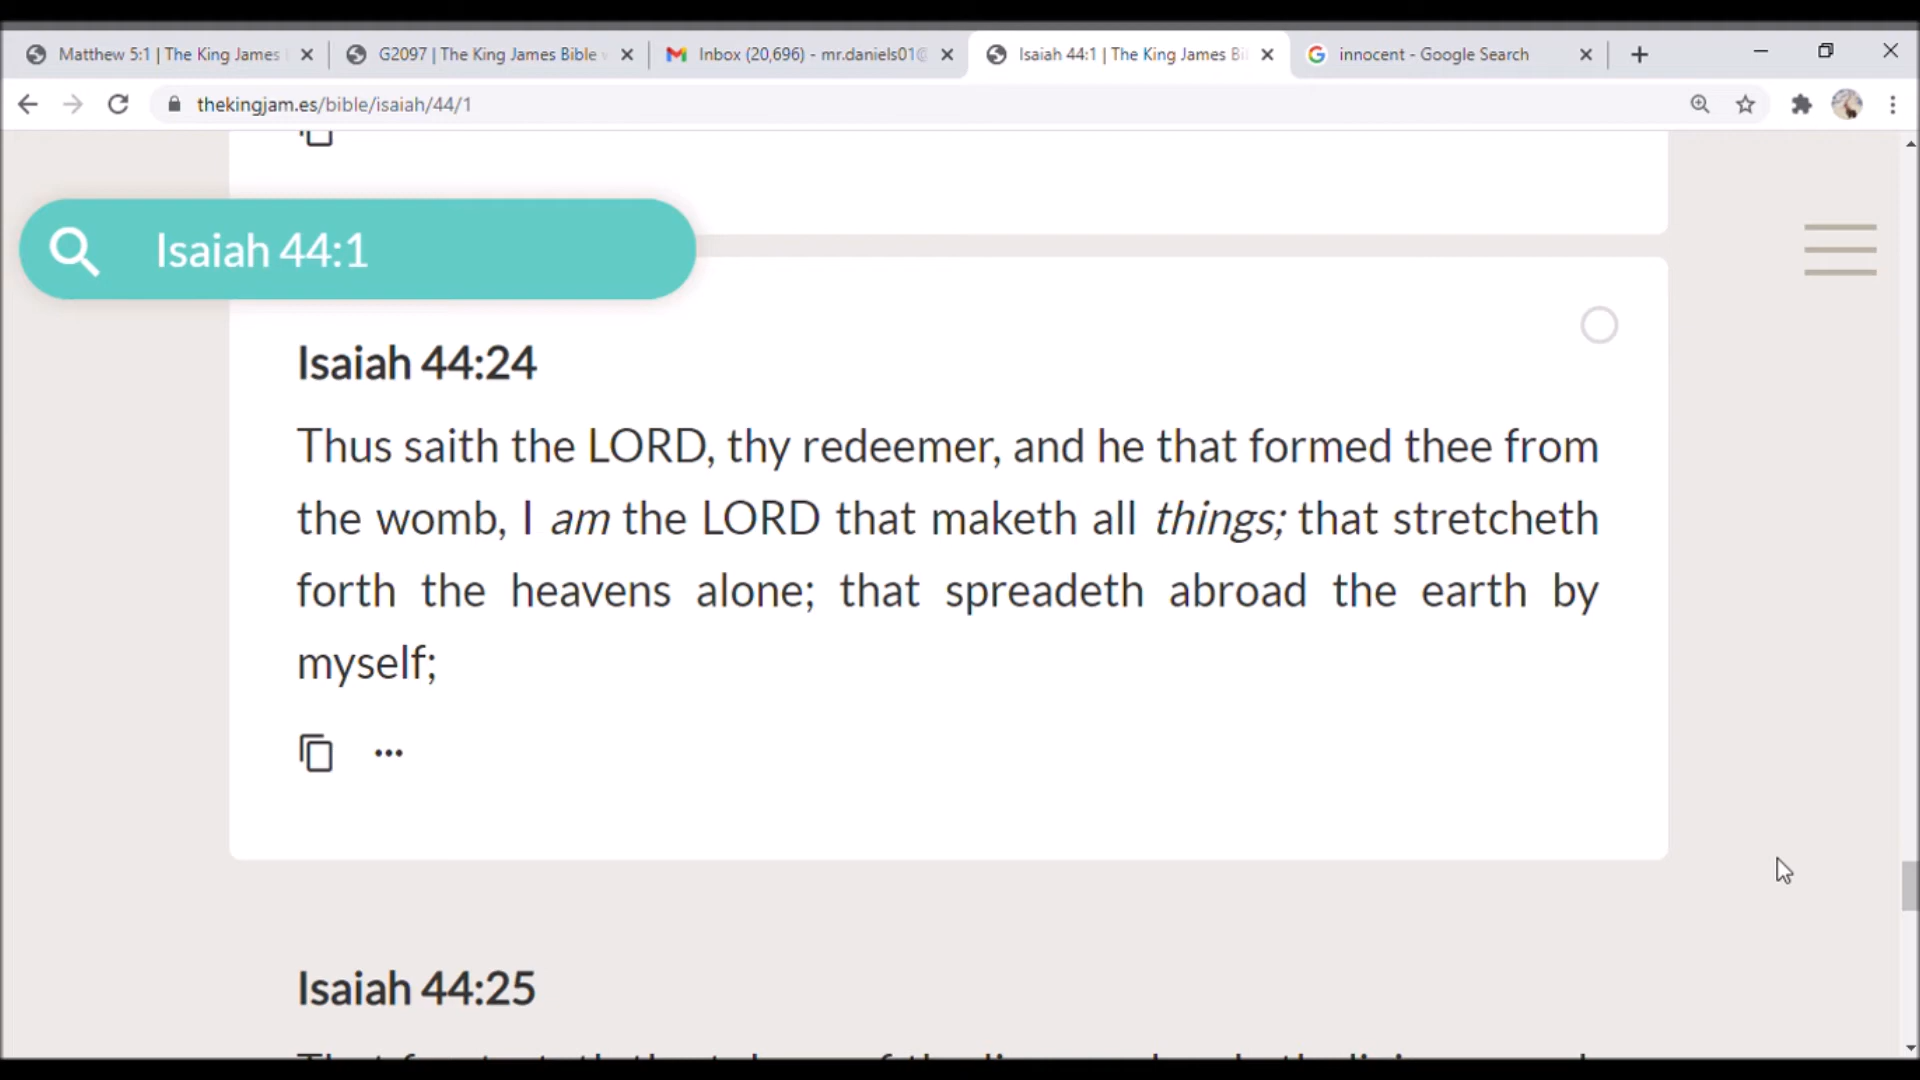 Matthew 5:1 | The King James
G2097 | The King James Bible
Inbox (20,696) - mr.daniels01@
Isaiah 44:1 | The King James Bi
innocent - Google Search
thekingjam.es/bible/isaiah/44/1
Isaiah 44:1
Isaiah 44:24
Thus saith the LORD, thy redeemer, and he that formed thee from
the womb, I am the LORD that maketh all things; that stretcheth
forth the heavens alone; that spreadeth abroad the earth by
myself;
Isaiah 44:25